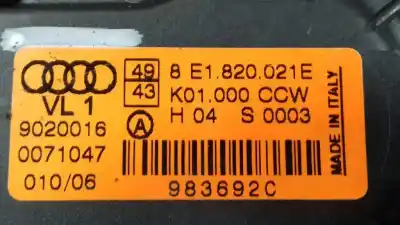 49 8 E1.820.021E
VL 1 43 K01.000 CCW
9020016 A H 04 S 0003
0071047
010/06
983692C
MADE IN ITALY